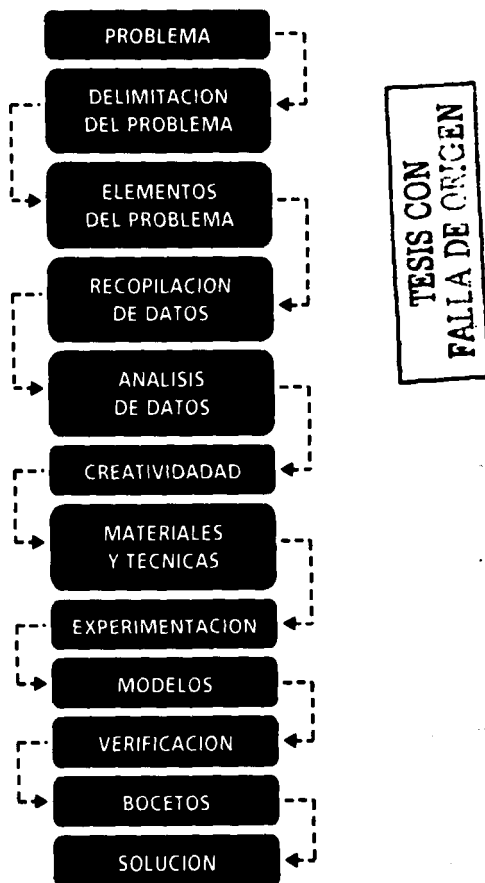 PROBLEMA
DELIMITACION
DEL PROBLEMA
ELEMENTOS
DEL PROBLEMA
RECOPILACION
DE DATOS
ANALISIS
DE DATOS
CREATIVIDADAD
MATERIALES
Y TECNICAS
EXPERIMENTACION
MODELOS
VERIFICACION
BOCETOS
SOLUCION
TESIS CON
FALLA DE ORIGEN